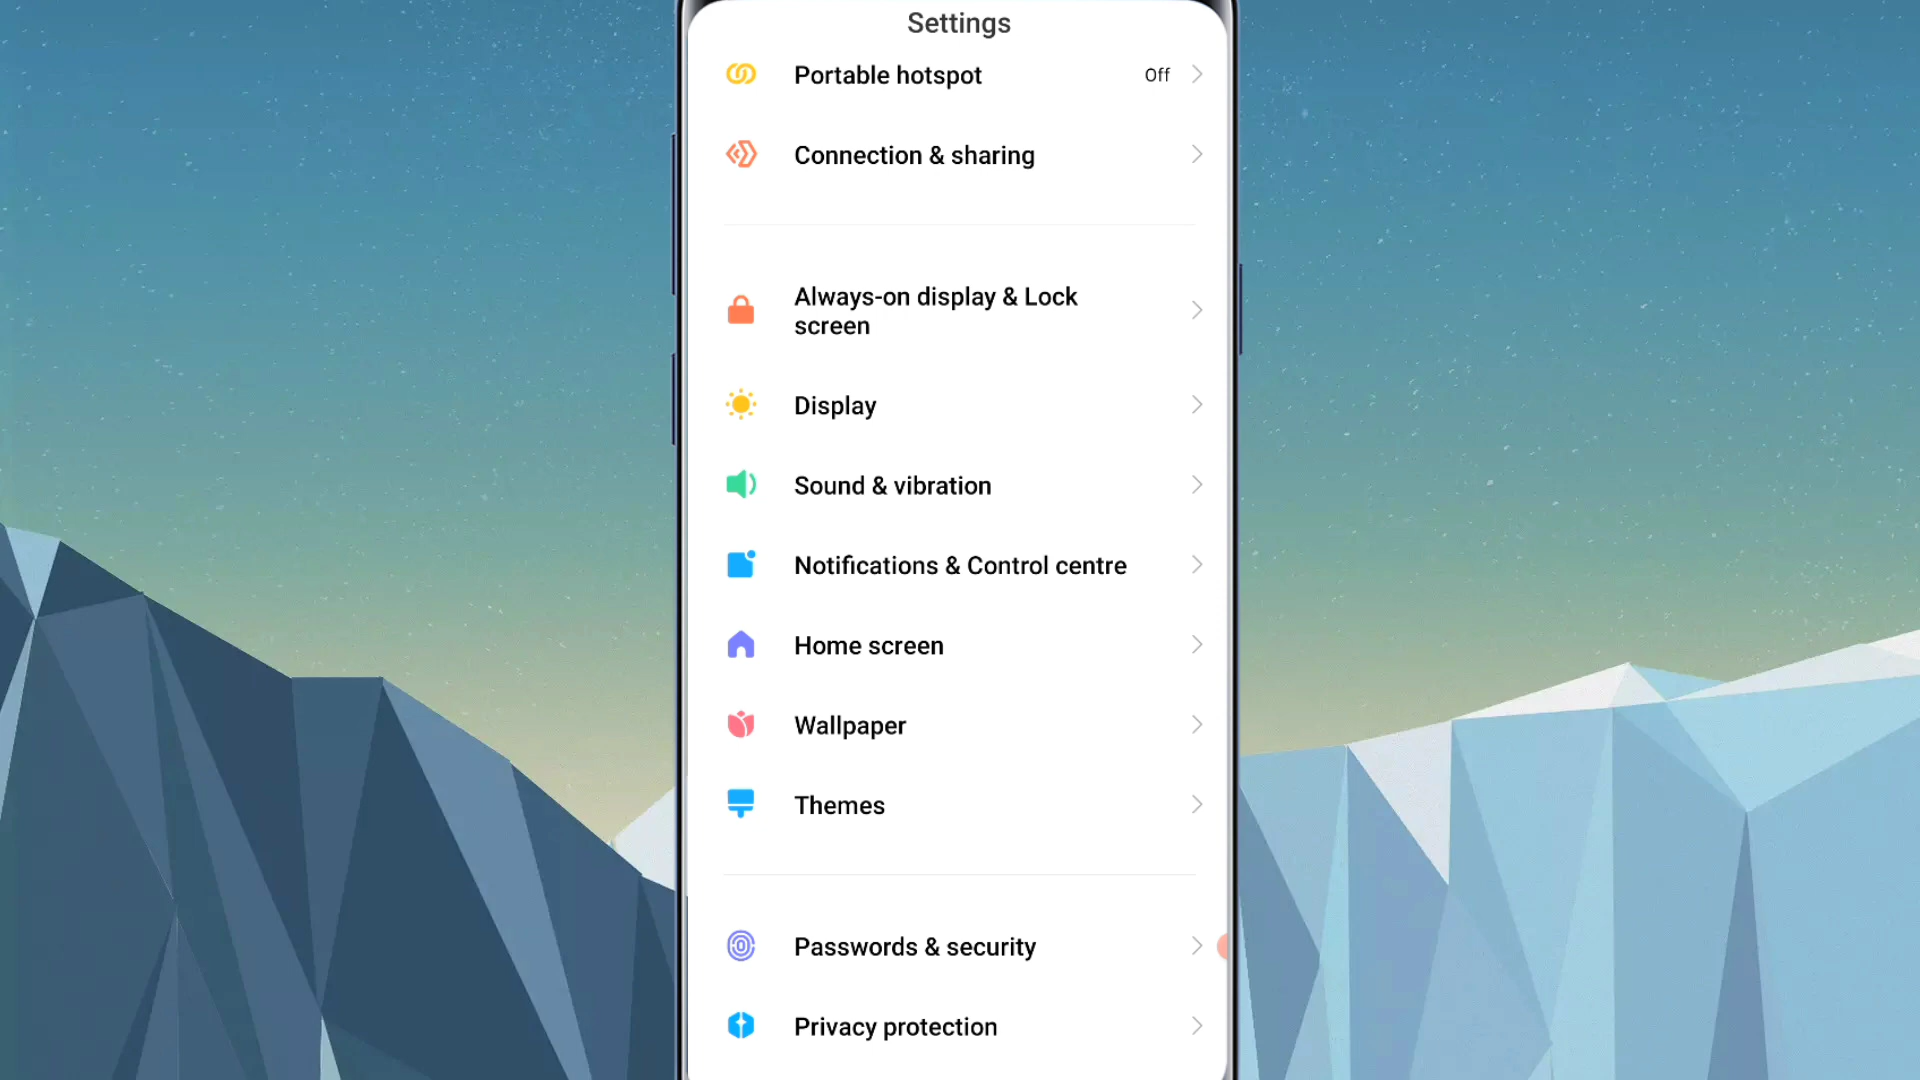 Settings
Portable hotspot Off
Connection & sharing
Always-on display & Lock
screen
Display
Sound & vibration
Notifications & Control centre
Home screen
Wallpaper
Themes
Passwords & security
Privacy protection